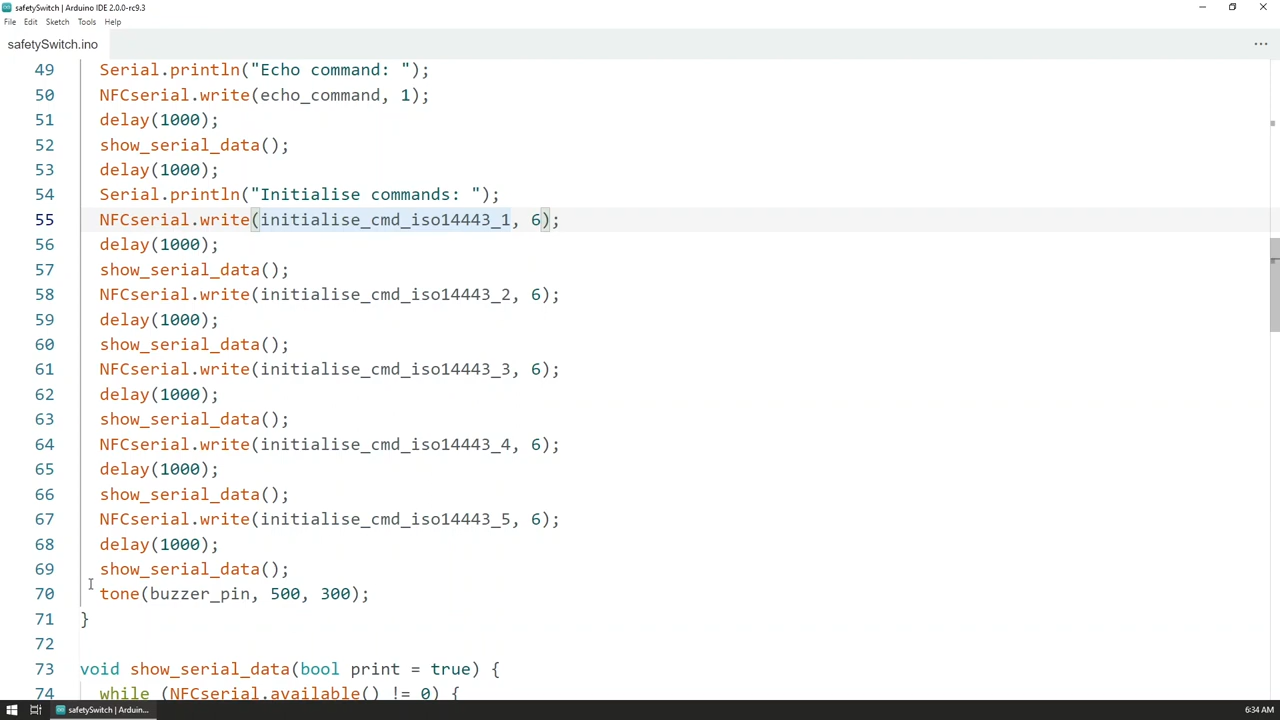 safetySwitch | Arduino IDE 2.0.0-rc9.3
File Edit Sketch Tools Help
safetySwitch.ino
49 Serial.println("Echo command: ");
50 NFCserial.write(echo_command, 1);
51 delay(1000);
52 show_serial_data();
53 delay(1000);
54 Serial.println("Initialise commands: ");
55 NFCserial.write(initialise_cmd_iso14443_1, 6);
56 delay(1000);
57 show_serial_data();
58 NFCserial.write(initialise_cmd_iso14443_2, 6);
59 delay(1000);
60 show_serial_data();
61 NFCserial.write(initialise_cmd_iso14443_3, 6);
62 delay(1000);
63 show_serial_data();
64 NFCserial.write(initialise_cmd_iso14443_4, 6);
65 delay(1000);
66 show_serial_data();
67 NFCserial.write(initialise_cmd_iso14443_5, 6);
68 delay(1000);
69 show_serial_data();
70 tone(buzzer_pin, 500, 300);
71 }
72
73 void show_serial_data(bool print = true) {
74 while (NFCserial.available() != 0) {
safetySwitch | Arduin...
6:34 AM